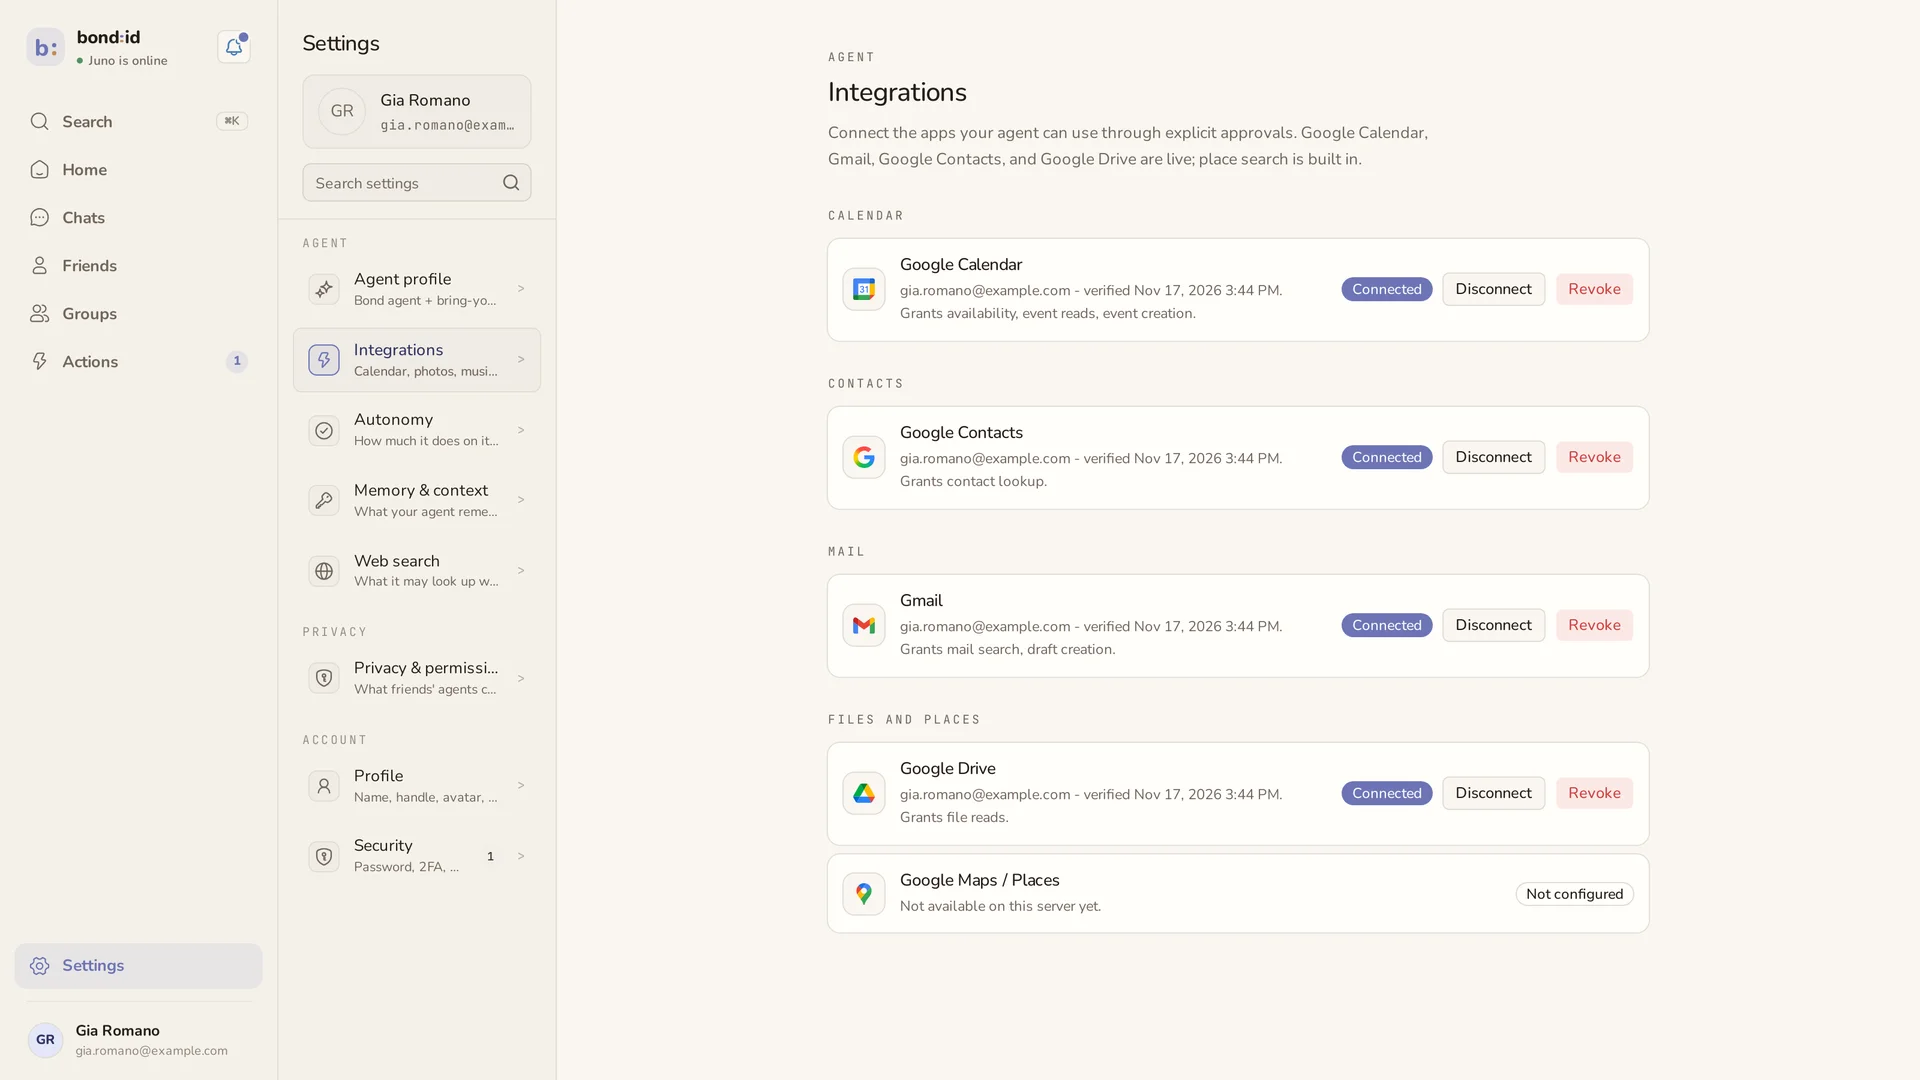 b:
bond:id
Juno is online
Search
⌘K
Home
Chats
Friends
Groups
Actions
1
Settings
GR
Gia Romano
gia.romano@example.com
Settings
GR
Gia Romano
gia.romano@exam…
Search settings
AGENT
Agent profile
Bond agent + bring-yo…
>
Integrations
Calendar, photos, musi…
>
Autonomy
How much it does on it…
>
Memory & context
What your agent reme…
>
Web search
What it may look up w…
>
PRIVACY
Privacy & permissi…
What friends' agents c…
>
ACCOUNT
Profile
Name, handle, avatar, …
>
Security
Password, 2FA, …
1
>
AGENT
Integrations
Connect the apps your agent can use through explicit approvals. Google Calendar,
Gmail, Google Contacts, and Google Drive are live; place search is built in.
CALENDAR
31
Google Calendar
gia.romano@example.com - verified Nov 17, 2026 3:44 PM.
Grants availability, event reads, event creation.
Connected
Disconnect
Revoke
CONTACTS
Google Contacts
gia.romano@example.com - verified Nov 17, 2026 3:44 PM.
Grants contact lookup.
Connected
Disconnect
Revoke
MAIL
Gmail
gia.romano@example.com - verified Nov 17, 2026 3:44 PM.
Grants mail search, draft creation.
Connected
Disconnect
Revoke
FILES AND PLACES
Google Drive
gia.romano@example.com - verified Nov 17, 2026 3:44 PM.
Grants file reads.
Connected
Disconnect
Revoke
Google Maps / Places
Not available on this server yet.
Not configured